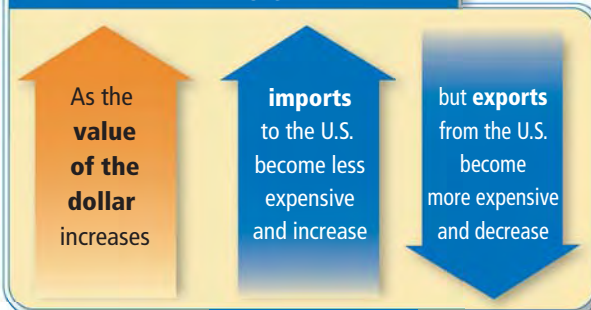 As the
value
of the
dollar
increases
imports
to the U.S.
become less
expensive
and increase
but exports
from the U.S.
become
more expensive
and decrease